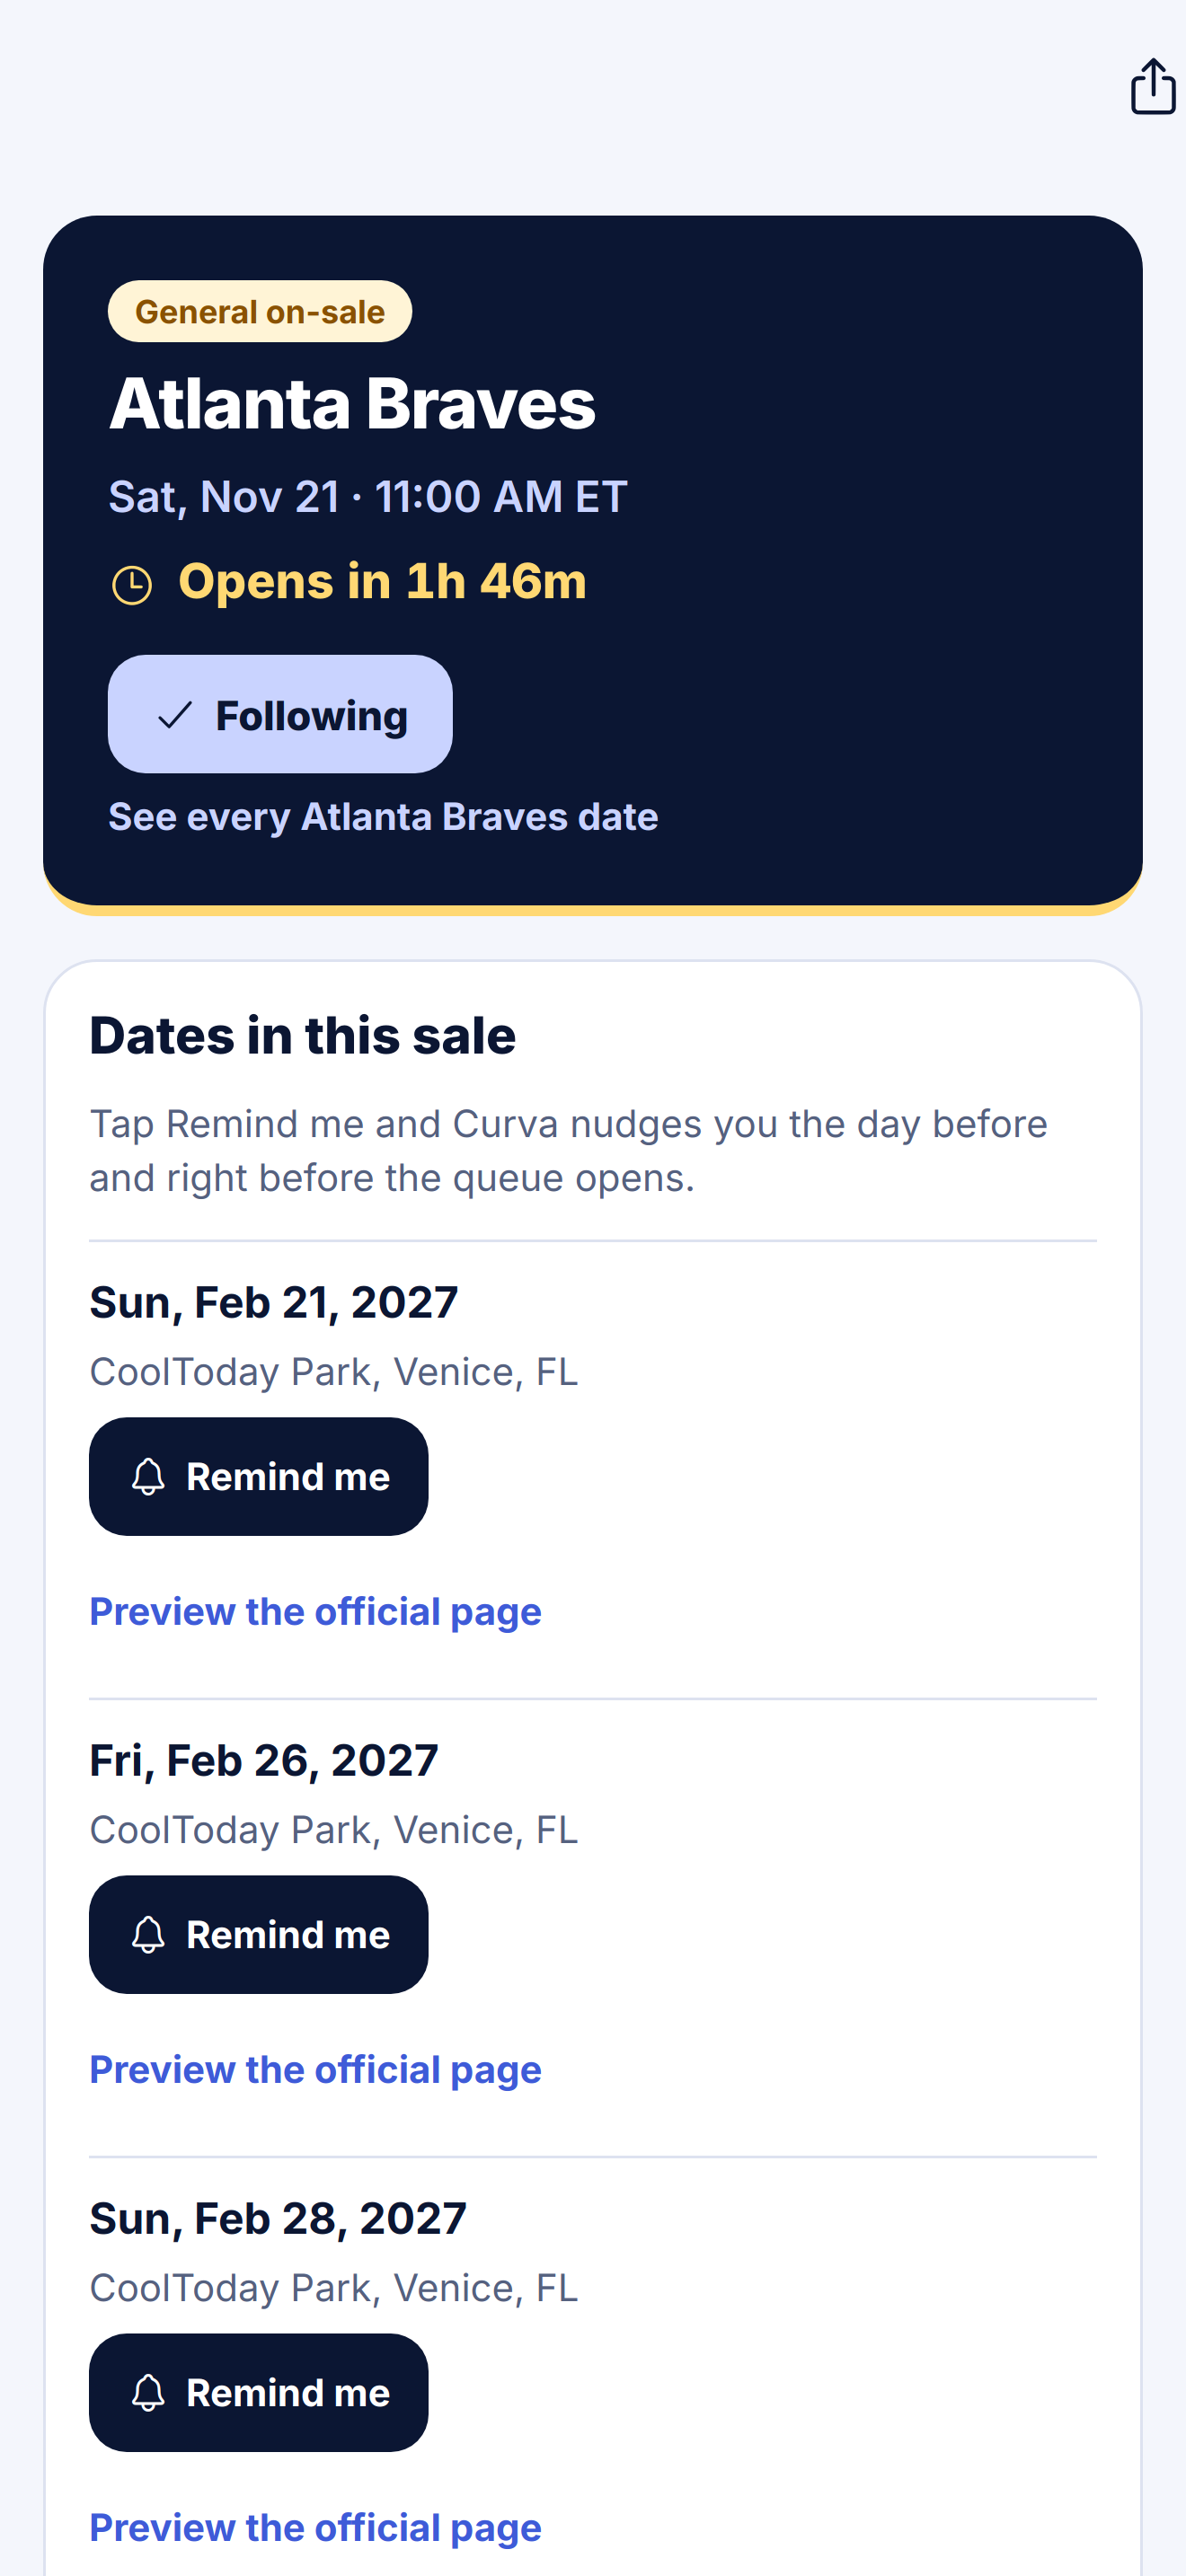 General on-sale
Atlanta Braves
Sat, Nov 21 · 11:00 AM ET
Opens in 1h 46m
Following
See every Atlanta Braves date
Dates in this sale
Tap Remind me and Curva nudges you the day before
and right before the queue opens.
Sun, Feb 21, 2027
CoolToday Park, Venice, FL
Remind me
Preview the official page
Fri, Feb 26, 2027
CoolToday Park, Venice, FL
Remind me
Preview the official page
Sun, Feb 28, 2027
CoolToday Park, Venice, FL
Remind me
Preview the official page